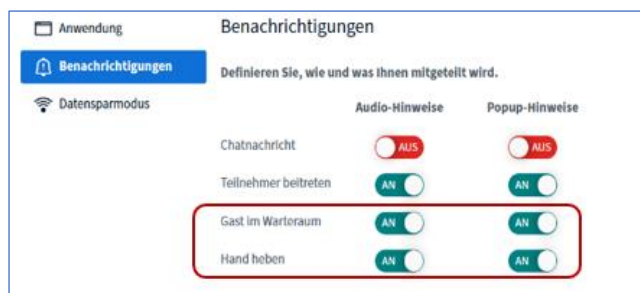 Anwendung
Benachrichtigungen
Benachrichtigungen
Definieren Sie, wie und was Ihnen mitgeteilt wird.
Datensparmodus
Audio-Hinweise Popup-Hinweise
Chatnachricht AUS AUS
Teilnehmer beitreten AN AN
Gast im Warteraum AN AN
Hand heben AN AN